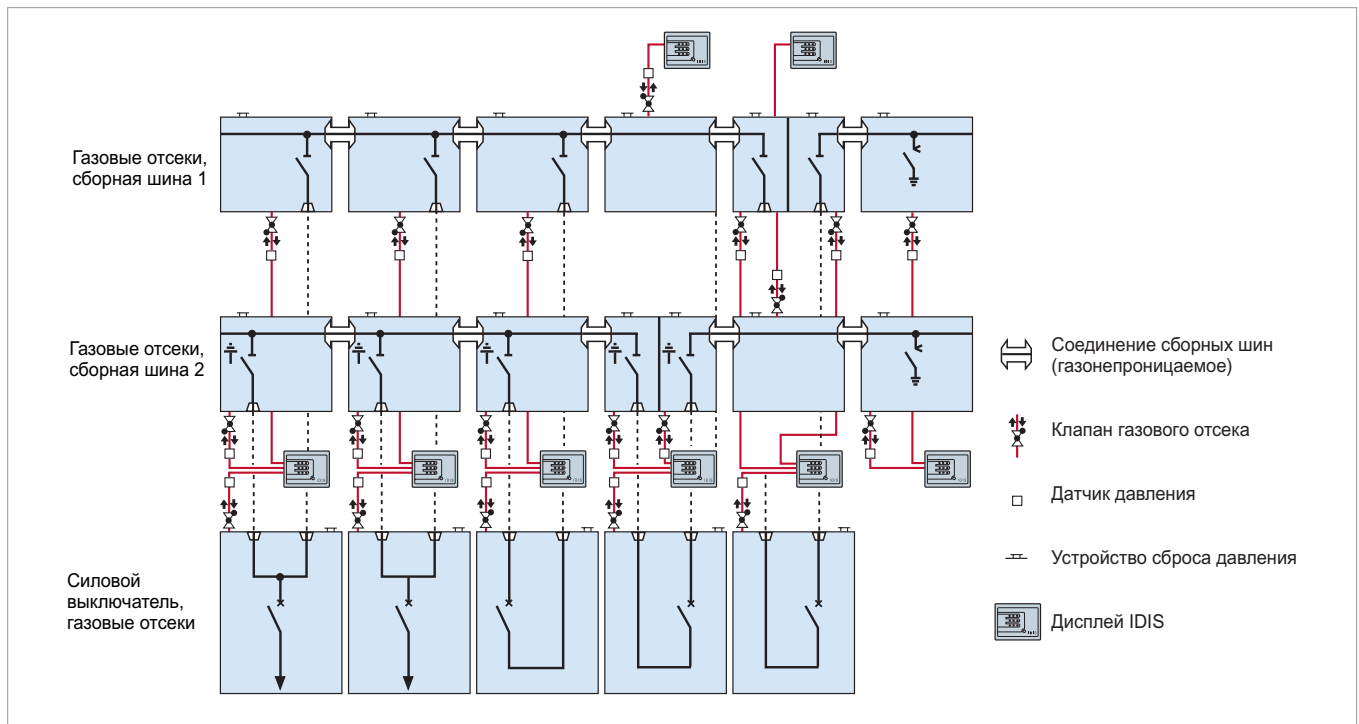 Газовые отсеки,
сборная шина 1
Газовые отсеки,
сборная шина 2
Силовой
выключатель,
газовые отсеки
Соединение сборных шин
(газонепроницаемое)
Клапан газового отсека
Датчик давления
Устройство сброса давления
Дисплей IDIS